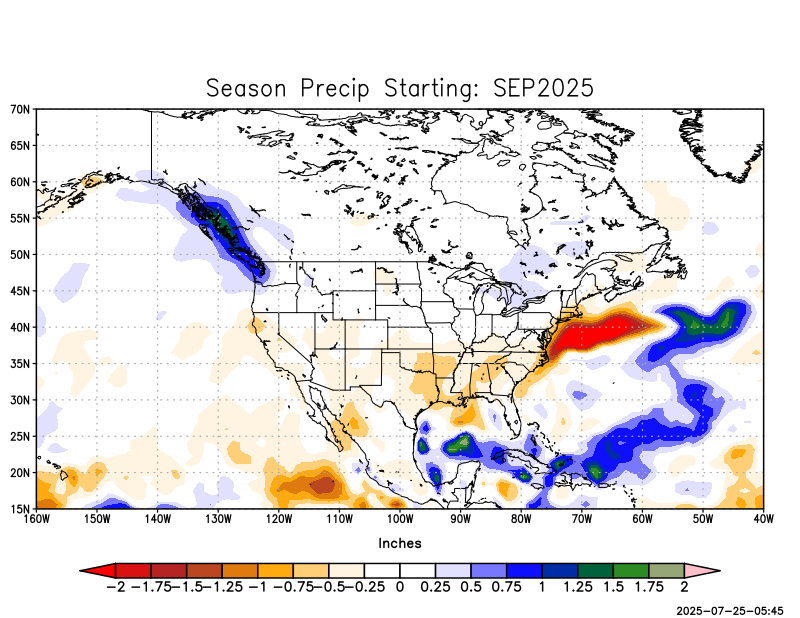 Season Precip Starting: SEP2025
70N
65N
60N
55N
50N
45N
40N
35N
30N
25N
20N
15N
160W 150W 140W 130W 120W 110W 100W 90W 80W 70W 60W 50W 40W
Inches
-2 -1.75 -1.5 -1.25 -1 -0.75 -0.5 -0.25 0 0.25 0.5 0.75 1 1.25 1.5 1.75 2
2025-07-25-05:45